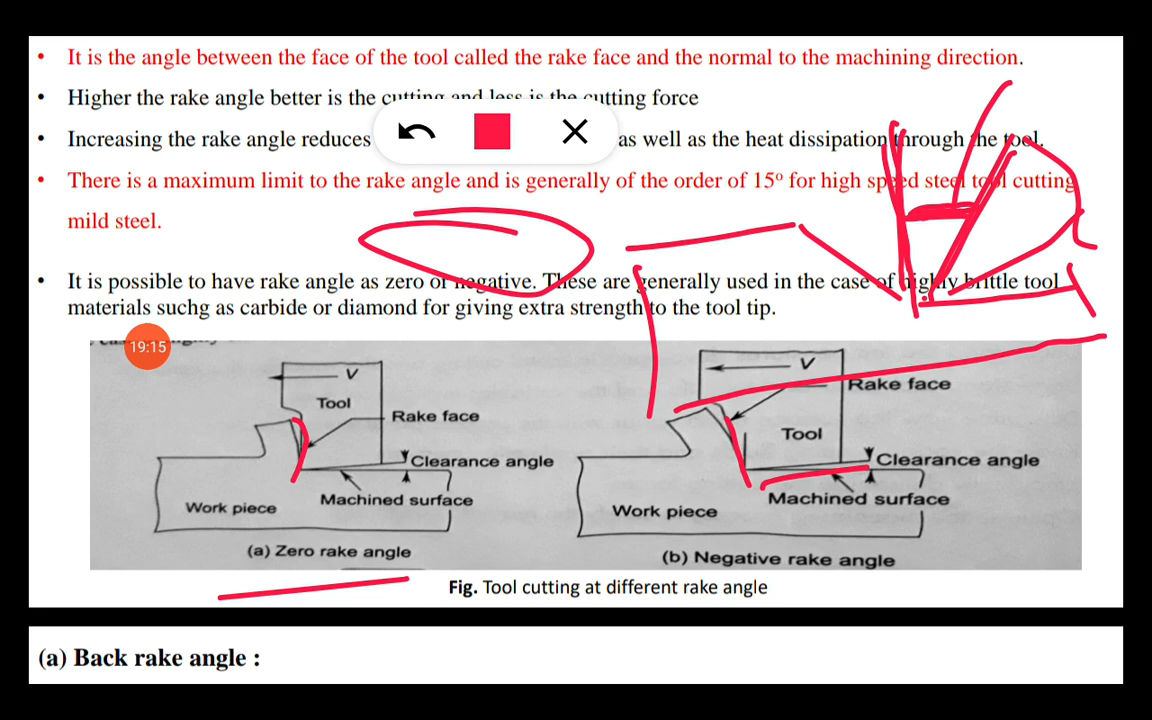 • It is the angle between the face of the tool called the rake face and the normal to the machining direction.
• Higher the rake angle better is the cutting and less is the cutting force
• Increasing the rake angle reduces as well as the heat dissipation through the tool.
• There is a maximum limit to the rake angle and is generally of the order of 15° for high speed steel tool cutting
mild steel.
• It is possible to have rake angle as zero or negative. These are generally used in the case of highly brittle tool
materials suchg as carbide or diamond for giving extra strength to the tool tip.
19:15
V
Tool
Rake face
Clearance angle
Machined surface
Work piece
(a) Zero rake angle
V
Rake face
Tool
Clearance angle
Machined surface
Work piece
(b) Negative rake angle
Fig. Tool cutting at different rake angle
(a) Back rake angle :